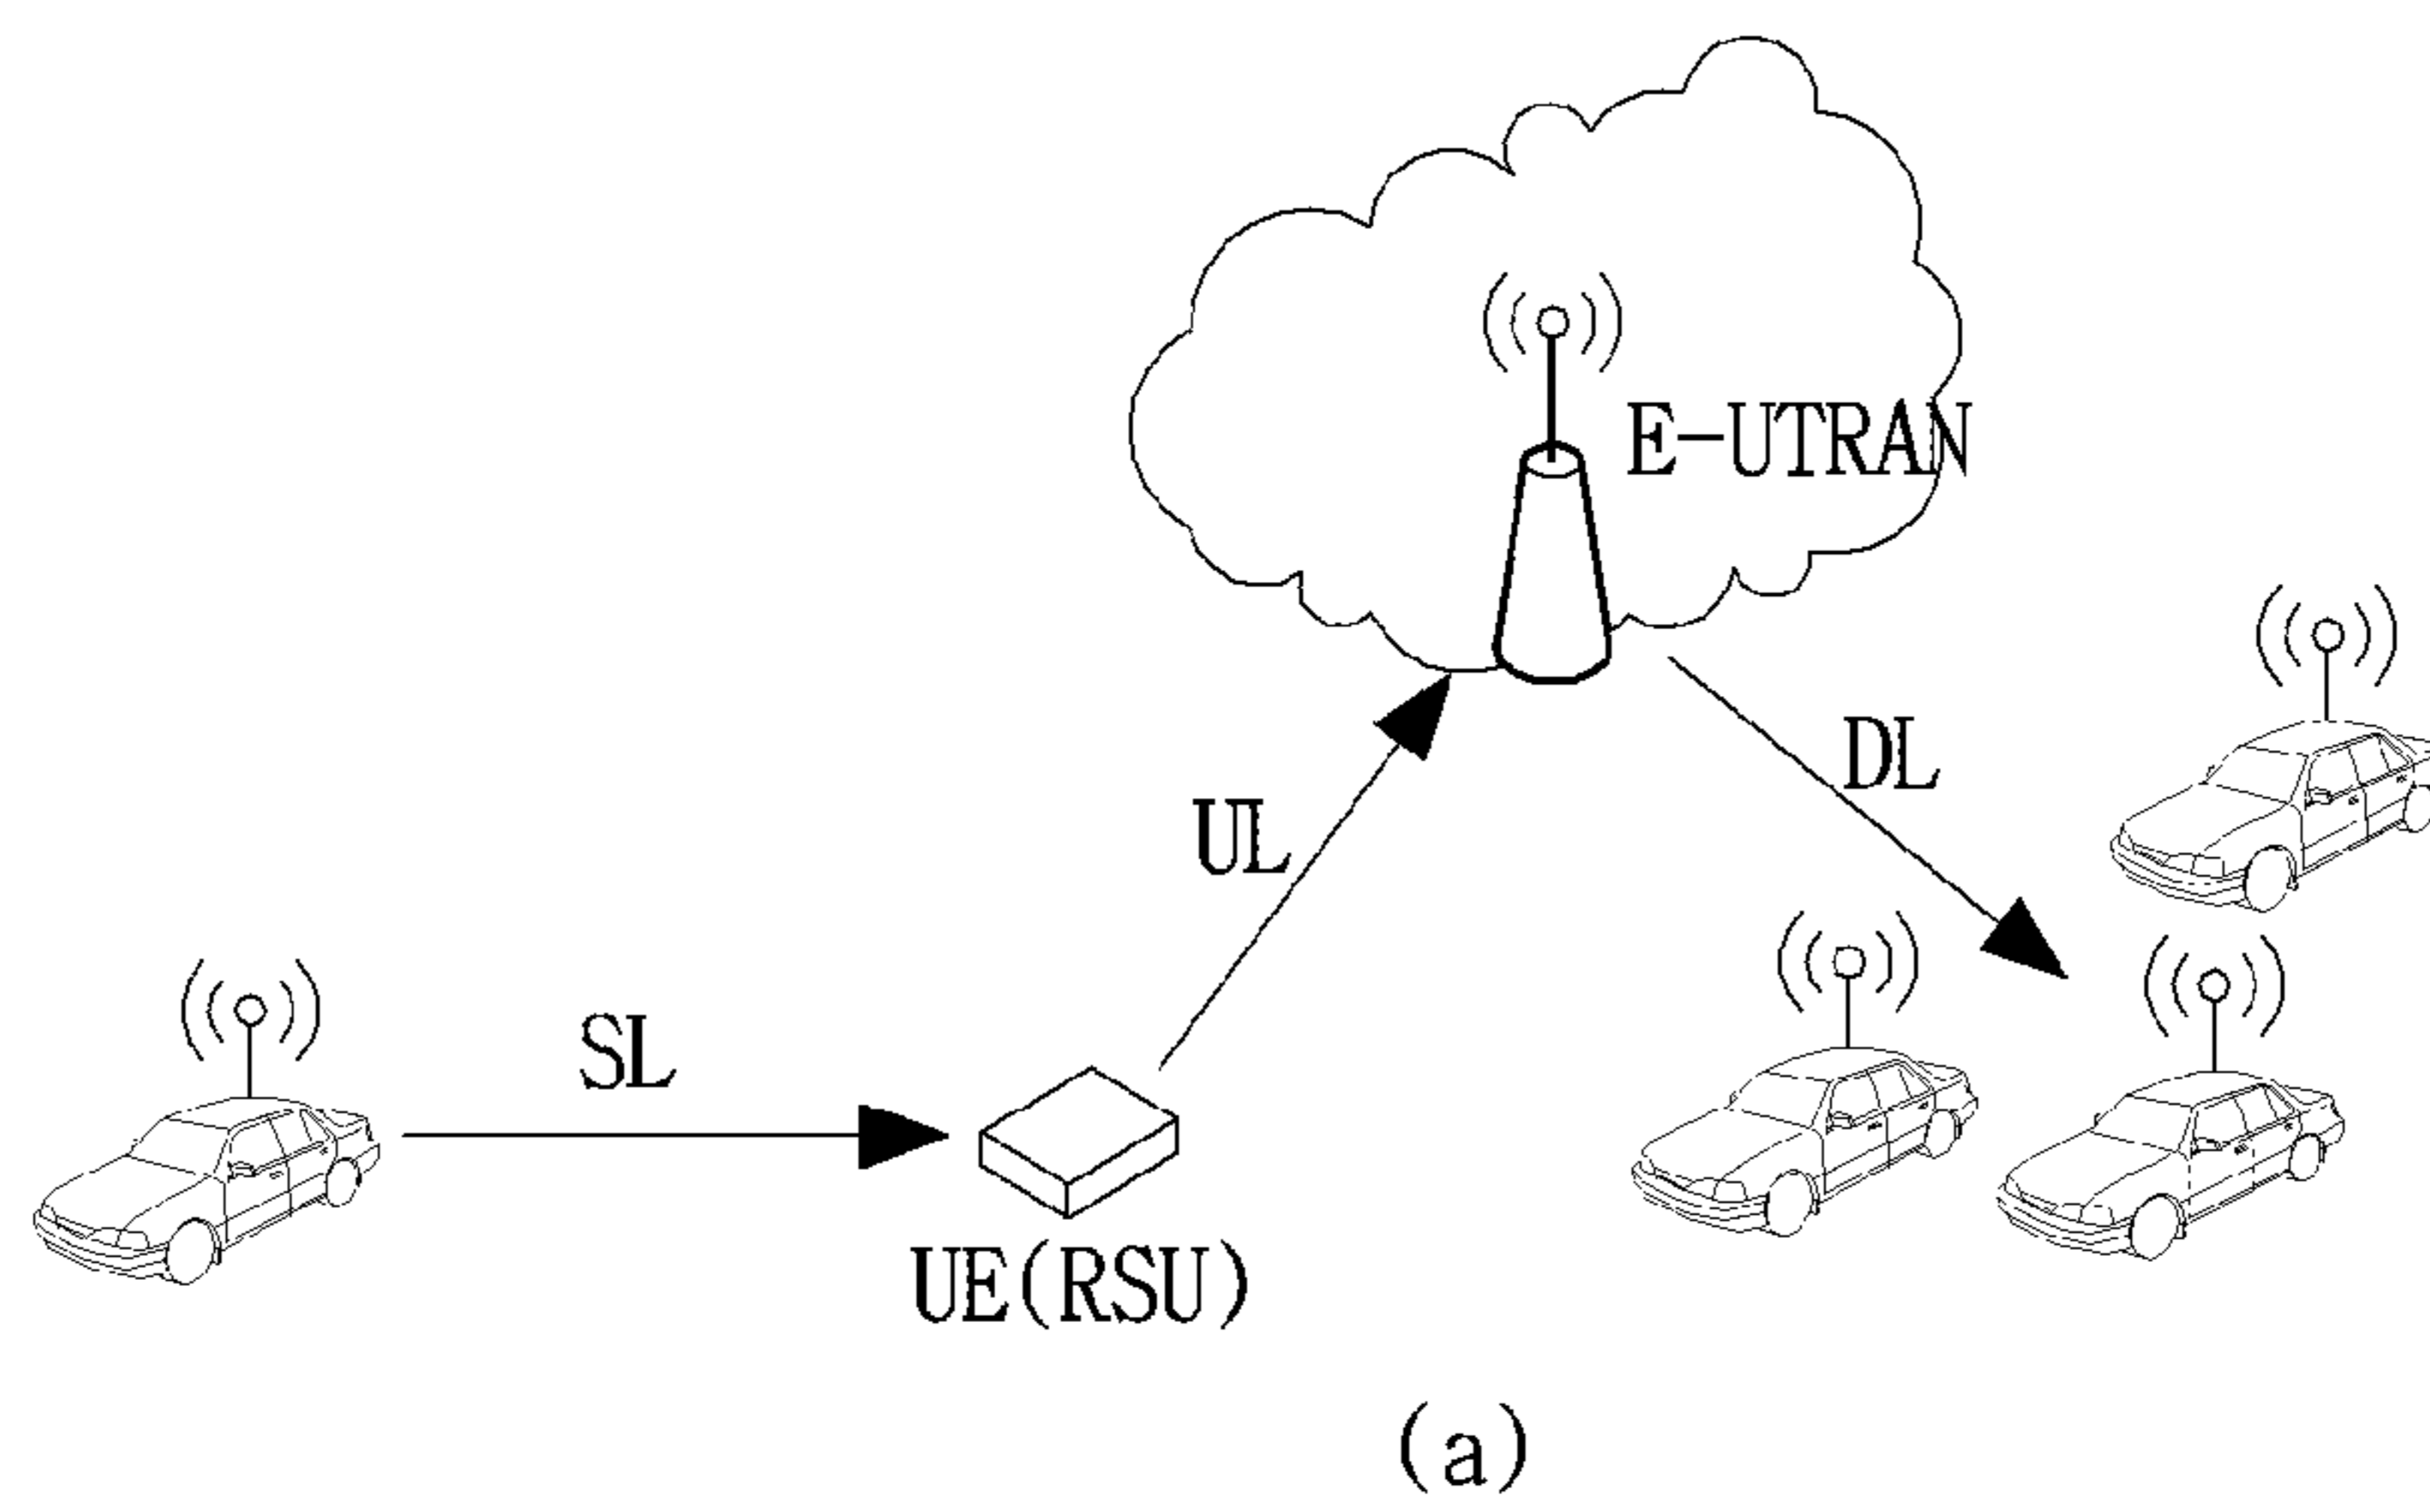 E-UTRAN
DL
UL
SL
UE(RSU)
(a)